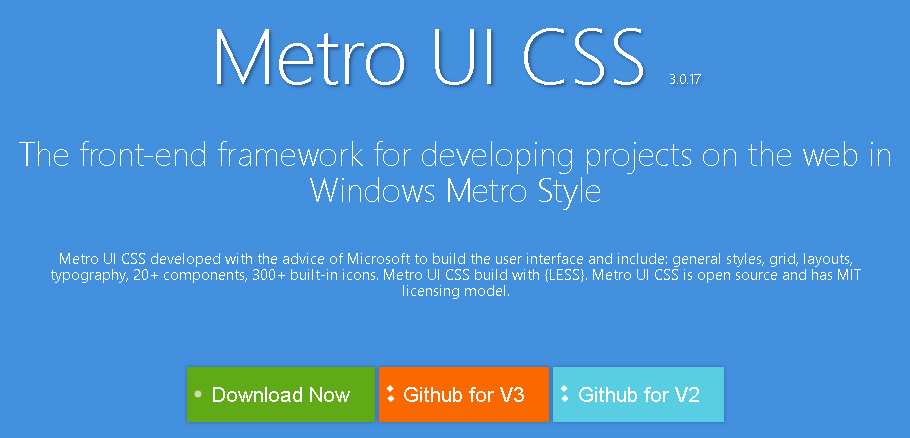 Metro UI CSS 3.0.17
The front-end framework for developing projects on the web in
Windows Metro Style
Metro UI CSS developed with the advice of Microsoft to build the user interface and include: general styles, grid, layouts,
typography, 20+ components, 300+ built-in icons. Metro UI CSS build with {LESS}. Metro UI CSS is open source and has MIT
licensing model.
Download Now Github for V3 Github for V2